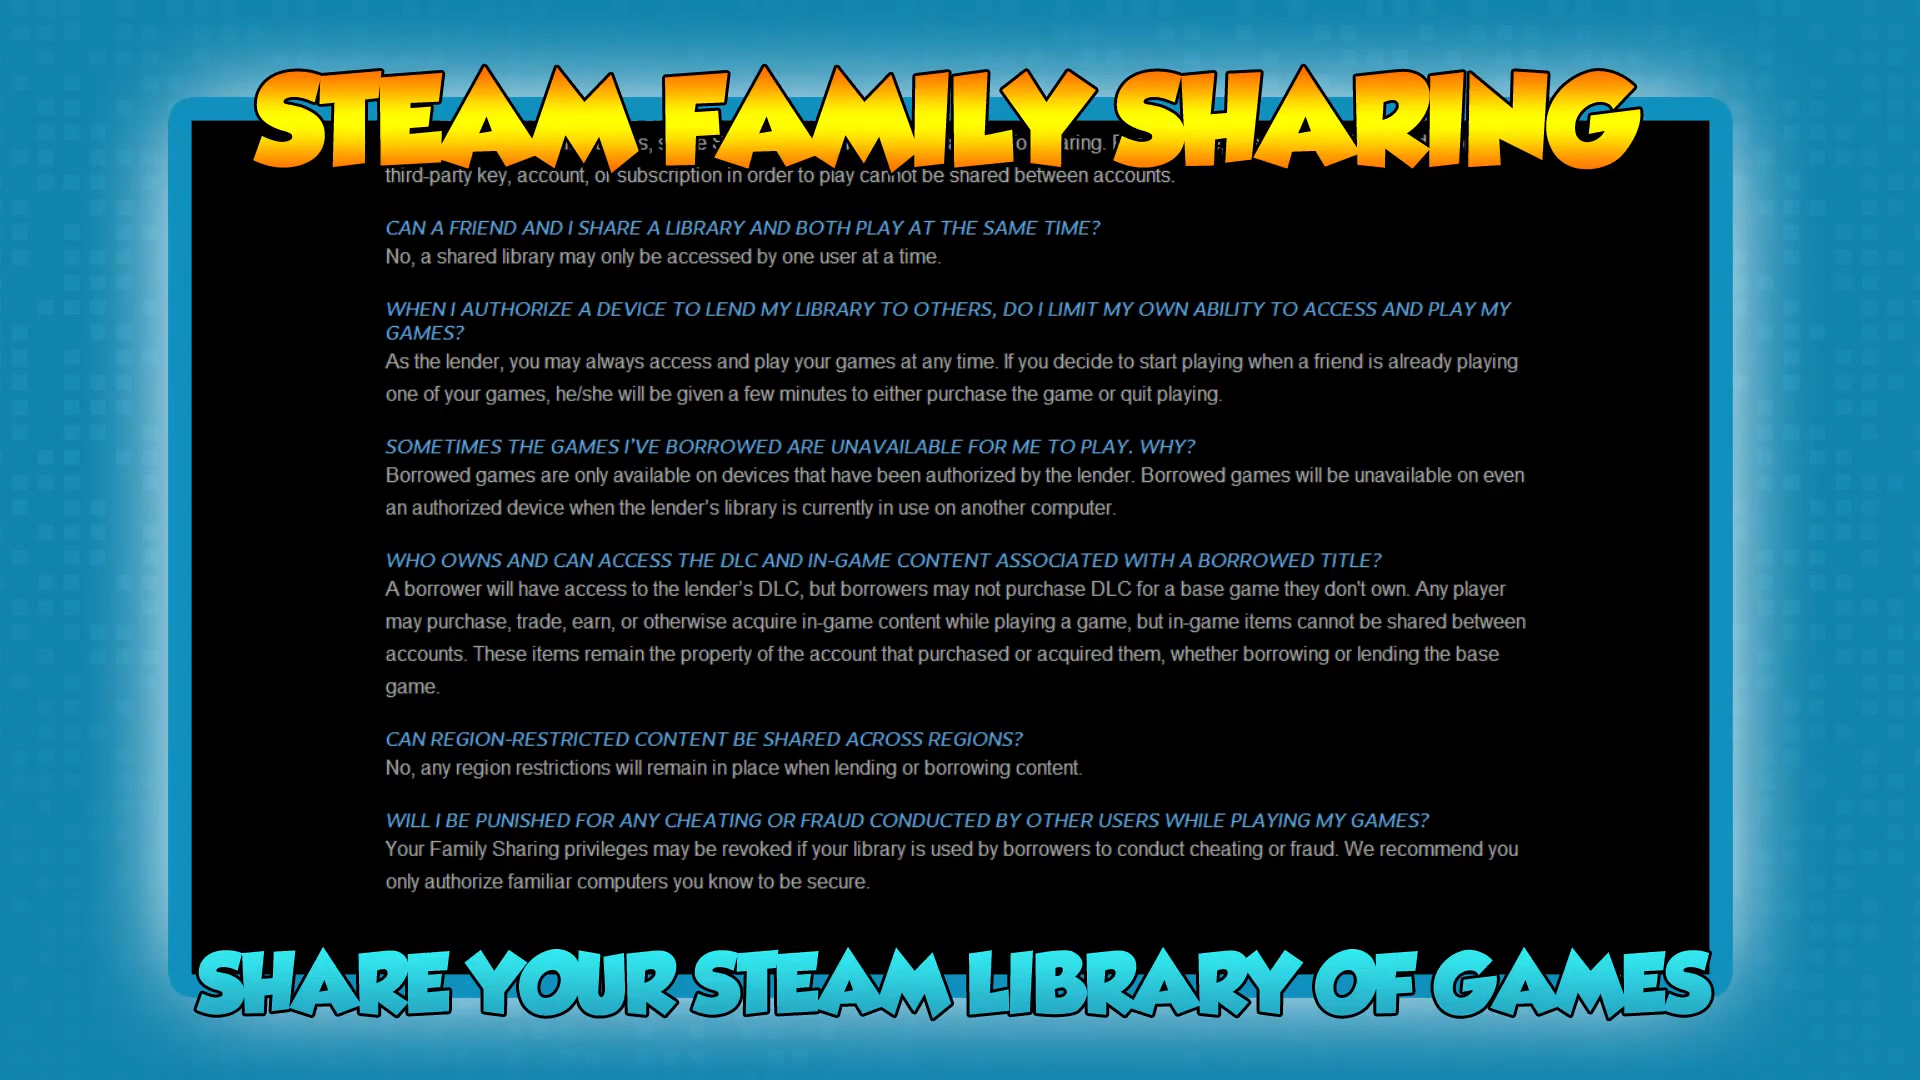 STEAM FAMILY SHARING
third-party key, account, or subscription in order to play cannot be shared between accounts.
CAN A FRIEND AND I SHARE A LIBRARY AND BOTH PLAY AT THE SAME TIME?
No, a shared library may only be accessed by one user at a time.
WHEN I AUTHORIZE A DEVICE TO LEND MY LIBRARY TO OTHERS, DO I LIMIT MY OWN ABILITY TO ACCESS AND PLAY MY
GAMES?
As the lender, you may always access and play your games at any time. If you decide to start playing when a friend is already playing
one of your games, he/she will be given a few minutes to either purchase the game or quit playing.
SOMETIMES THE GAMES I'VE BORROWED ARE UNAVAILABLE FOR ME TO PLAY. WHY?
Borrowed games are only available on devices that have been authorized by the lender. Borrowed games will be unavailable on even
an authorized device when the lender’s library is currently in use on another computer.
WHO OWNS AND CAN ACCESS THE DLC AND IN-GAME CONTENT ASSOCIATED WITH A BORROWED TITLE?
A borrower will have access to the lender’s DLC, but borrowers may not purchase DLC for a base game they don't own. Any player
may purchase, trade, earn, or otherwise acquire in-game content while playing a game, but in-game items cannot be shared between
accounts. These items remain the property of the account that purchased or acquired them, whether borrowing or lending the base
game.
CAN REGION-RESTRICTED CONTENT BE SHARED ACROSS REGIONS?
No, any region restrictions will remain in place when lending or borrowing content.
WILL I BE PUNISHED FOR ANY CHEATING OR FRAUD CONDUCTED BY OTHER USERS WHILE PLAYING MY GAMES?
Your Family Sharing privileges may be revoked if your library is used by borrowers to conduct cheating or fraud. We recommend you
only authorize familiar computers you know to be secure.
SHARE YOUR STEAM LIBRARY OF GAMES